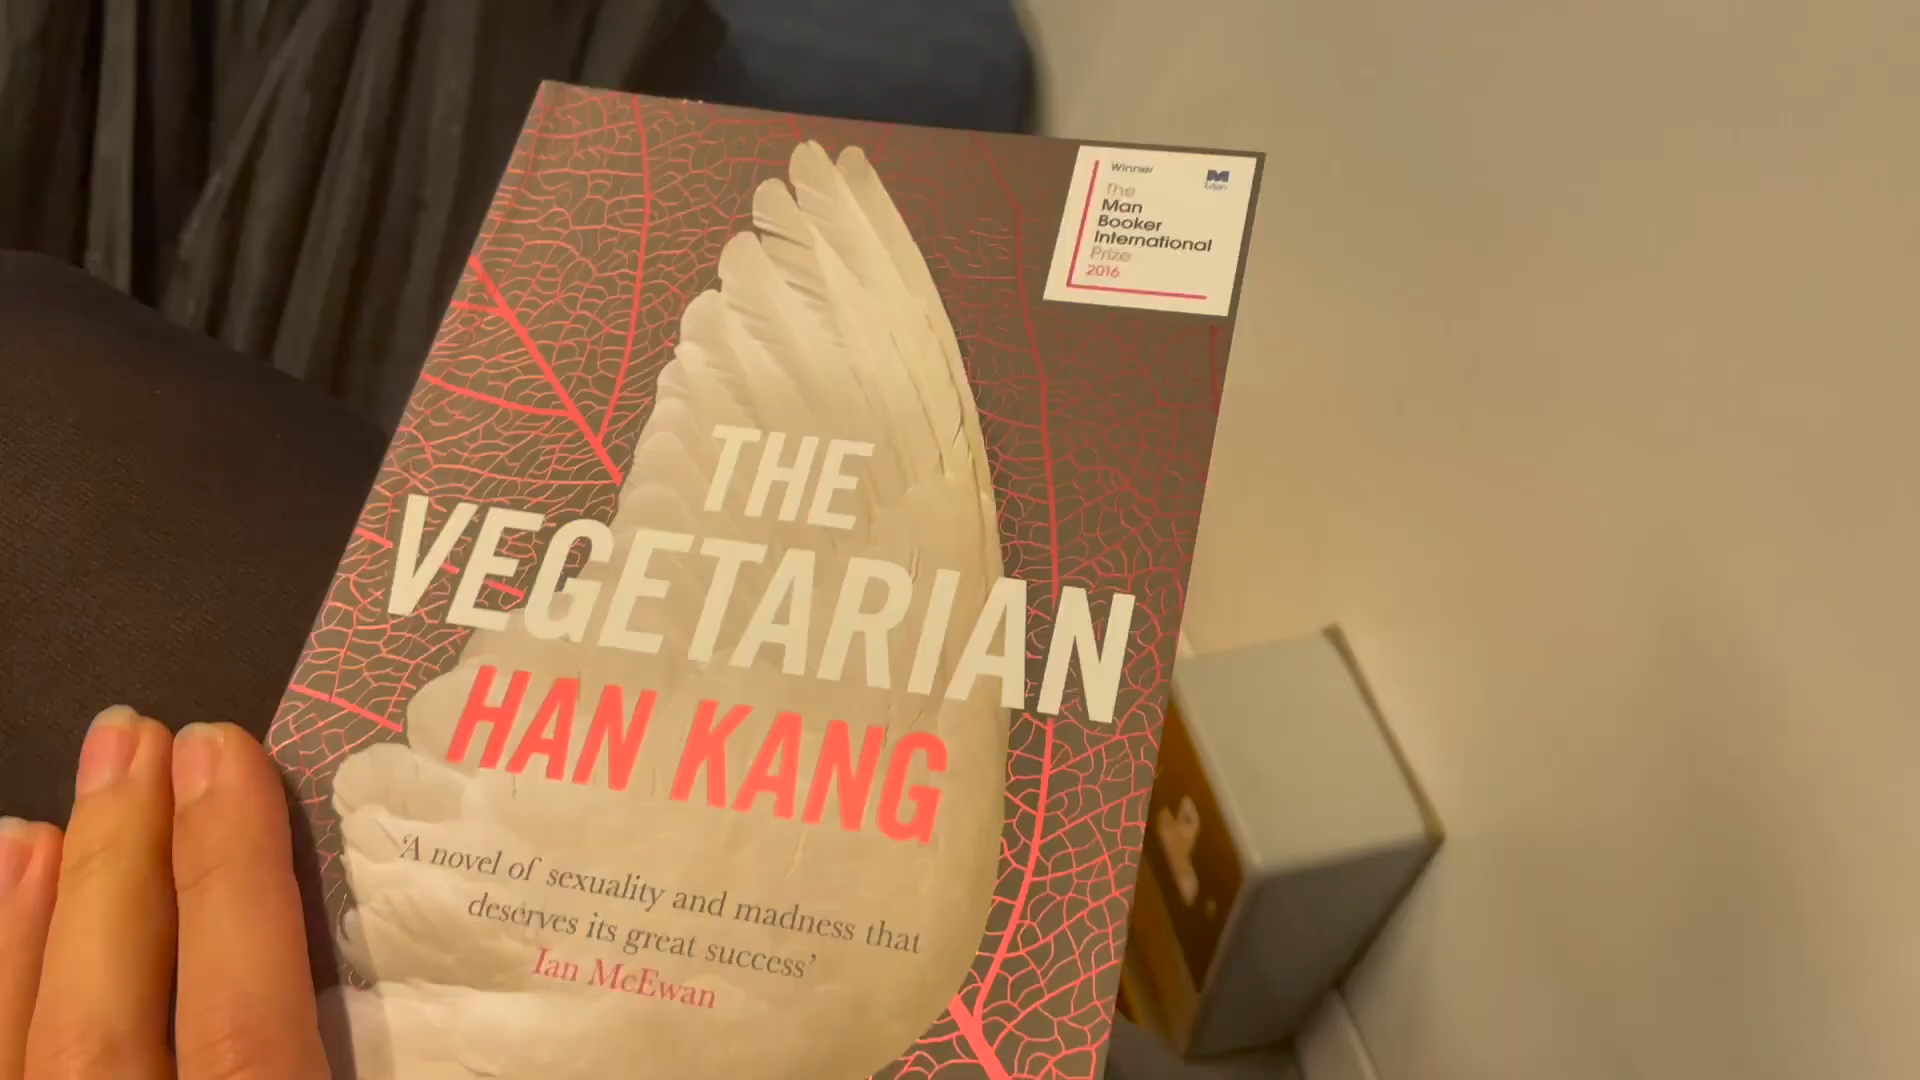 Winner
The
Man
Booker
International
Prize
2016
Man
THE
VEGETARIAN
HAN KANG
‘A novel of sexuality and madness that
deserves its great success’
Ian McEwan